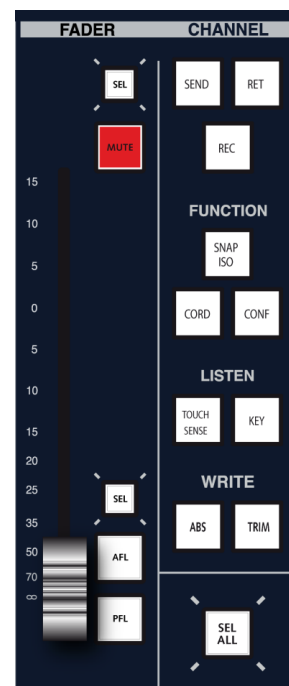 FADER
SEL
MUTE
15
10
5
0
5
10
15
20
25
35
50
70
∞
SEL
AFL
PFL
CHANNEL
SEND RET
REC
FUNCTION
SNAP
ISO
CORD CONF
LISTEN
TOUCH
SENSE
KEY
WRITE
ABS TRIM
SEL
ALL